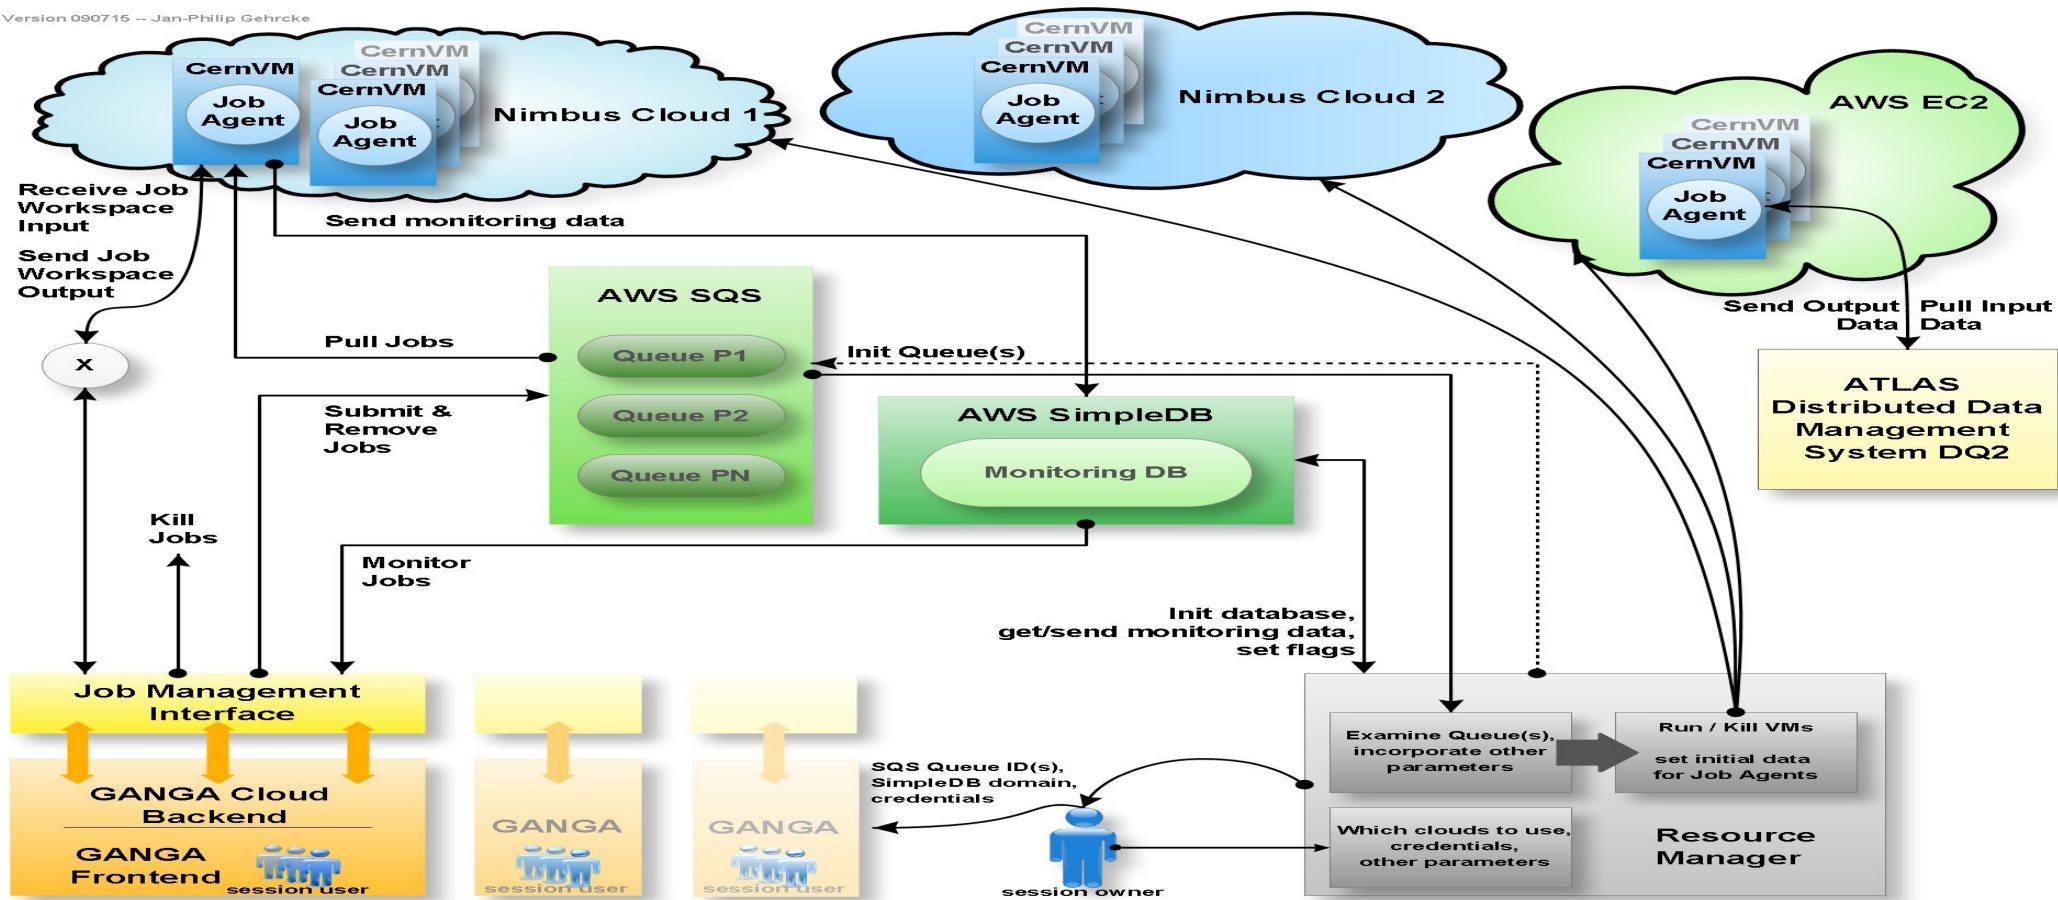 Version 090715 -- Jan-Philip Gehrcke
CernVM
CernVM
CernVM
CernVM
Job
Agent
Job
Agent
Nimbus Cloud 1
CernVM
CernVM
CernVM
Job
Agent
Nimbus Cloud 2
AWS EC2
CernVM
CernVM
CernVM
Job
Agent
Receive Job
Workspace
Input
Send Job
Workspace
Output
Send monitoring data
X
Pull Jobs
Submit &
Remove
Jobs
AWS SQS
Queue P1
Queue P2
Queue PN
Init Queue(s)
AWS SimpleDB
Monitoring DB
Send Output
Data
Pull Input
Data
ATLAS
Distributed Data
Management
System DQ2
Kill
Jobs
Monitor
Jobs
Init database,
get/send monitoring data,
set flags
Job Management
Interface
GANGA Cloud
Backend
GANGA
Frontend
session user
GANGA
session user
GANGA
session user
SQS Queue ID(s),
SimpleDB domain,
credentials
session owner
Examine Queue(s),
incorporate other
parameters
Run / Kill VMs
set initial data
for Job Agents
Which clouds to use,
credentials,
other parameters
Resource
Manager